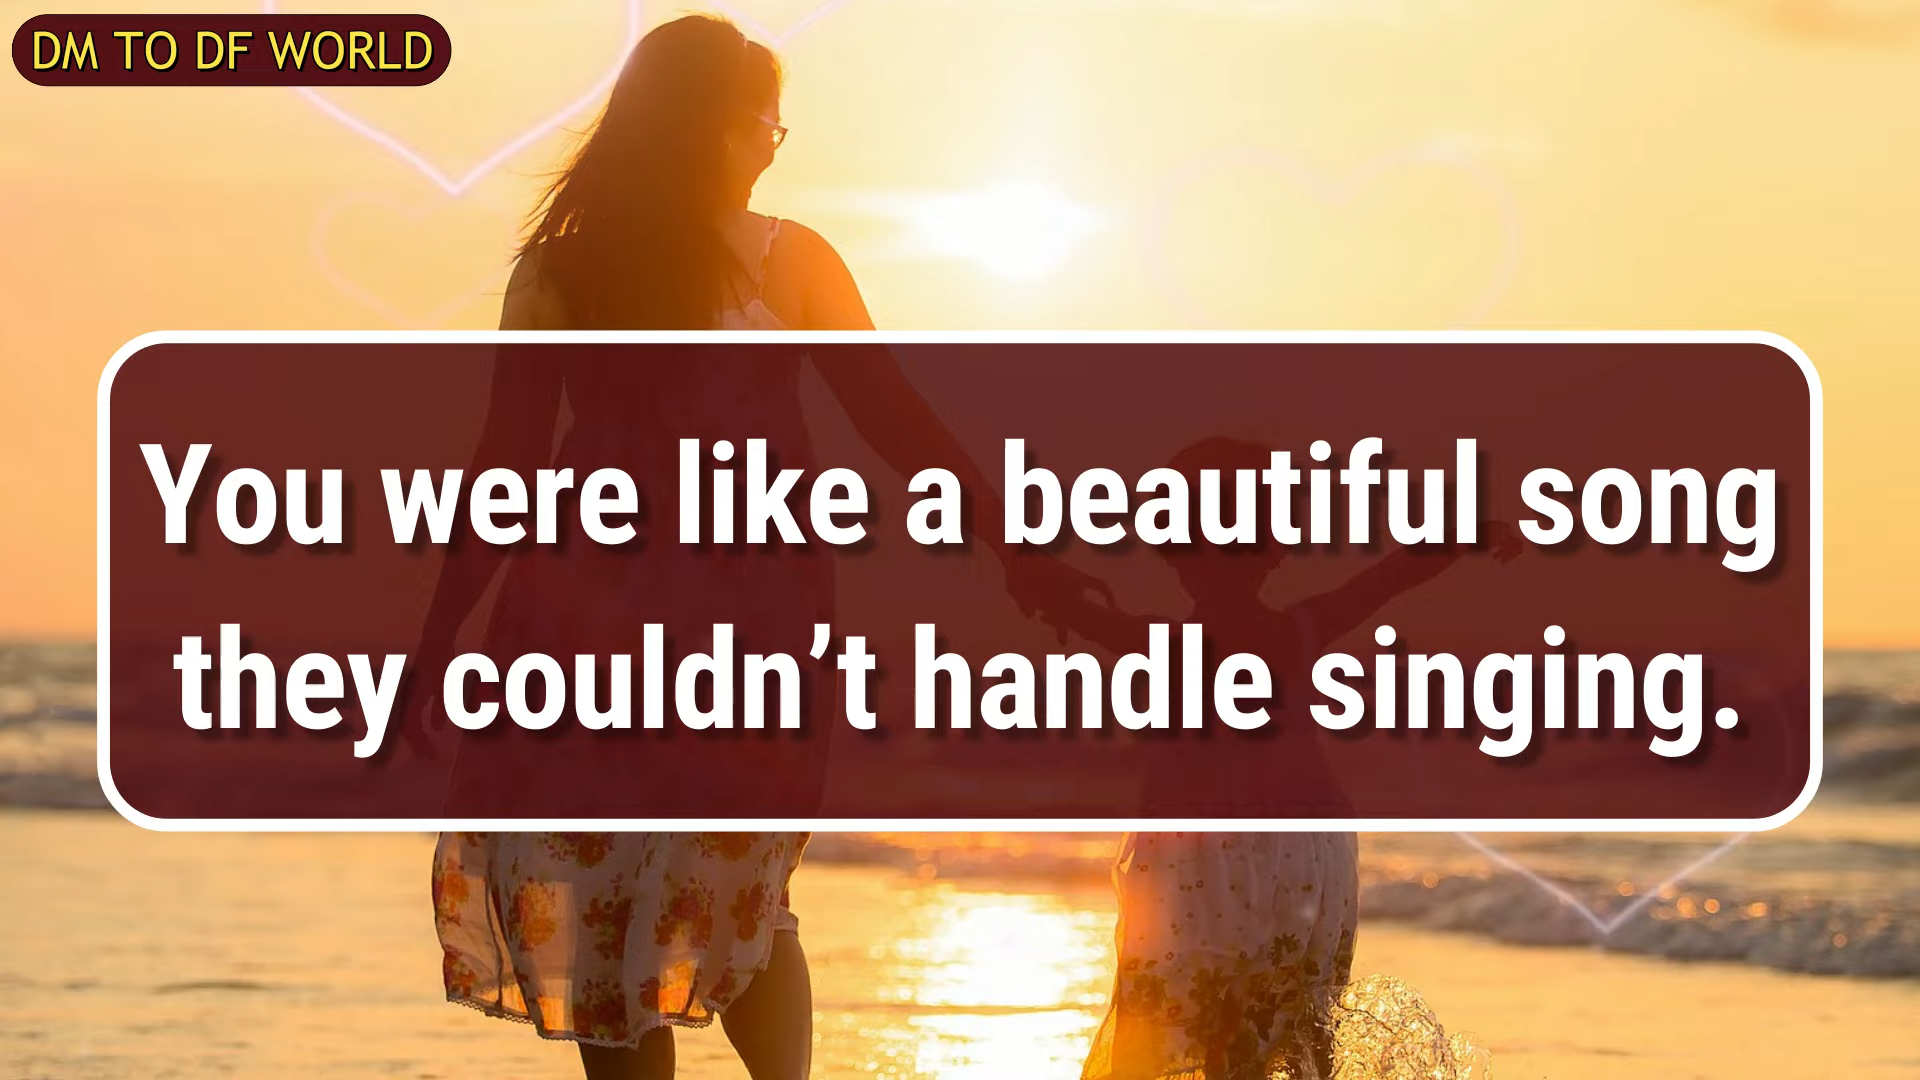 DM TO DF WORLD
You were like a beautiful song
they couldn’t handle singing.